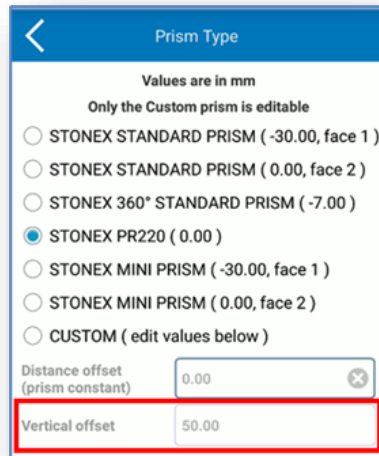 Prism Type
Values are in mm
Only the Custom prism is editable
STONEX STANDARD PRISM ( -30.00, face 1 )
STONEX STANDARD PRISM ( 0.00, face 2 )
STONEX 360° STANDARD PRISM ( -7.00 )
STONEX PR220 ( 0.00 )
STONEX MINI PRISM ( -30.00, face 1 )
STONEX MINI PRISM ( 0.00, face 2 )
CUSTOM ( edit values below )
Distance offset
(prism constant)
0.00
Vertical offset
50.00